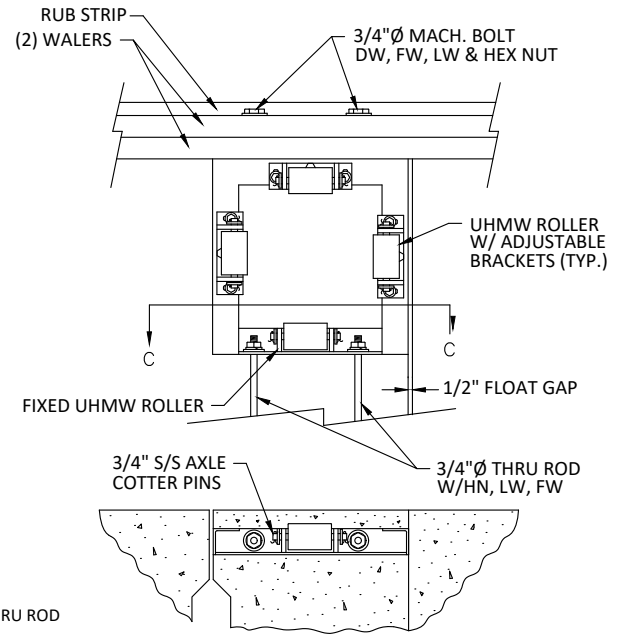 RUB STRIP
(2) WALERS
3/4"Ø MACH. BOLT
DW, FW, LW & HEX NUT
UHMW ROLLER
W/ ADJUSTABLE
BRACKETS (TYP.)
C
C
FIXED UHMW ROLLER
1/2" FLOAT GAP
3/4" S/S AXLE
COTTER PINS
3/4"Ø THRU ROD
W/HN, LW, FW
RU ROD